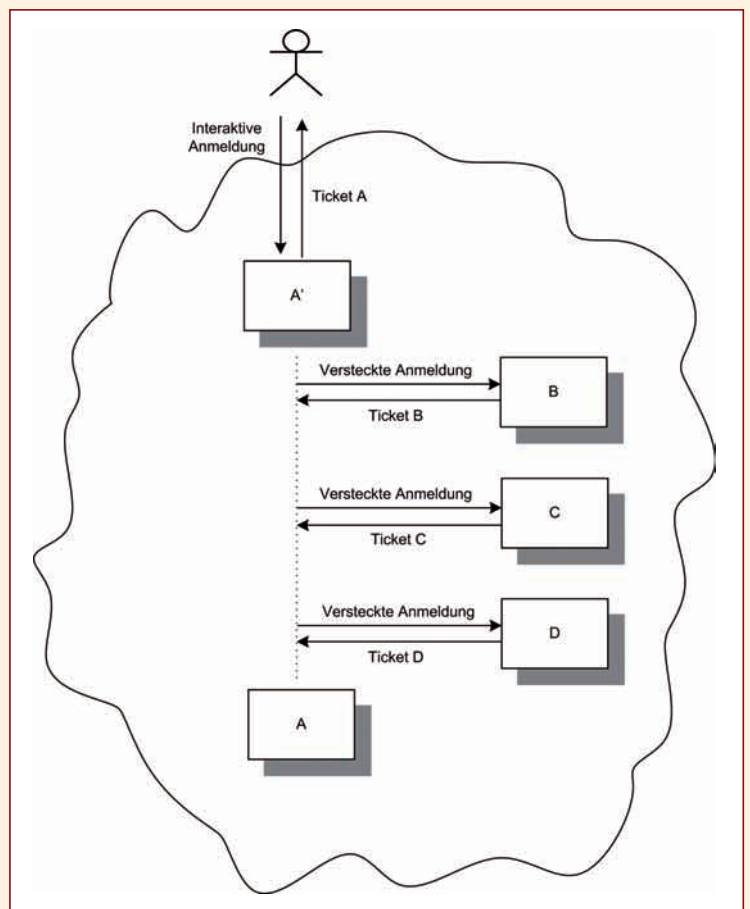 Interaktive
Anmeldung
Ticket A
A'
Versteckte Anmeldung
B
Ticket B
Versteckte Anmeldung
C
Ticket C
Versteckte Anmeldung
D
Ticket D
A